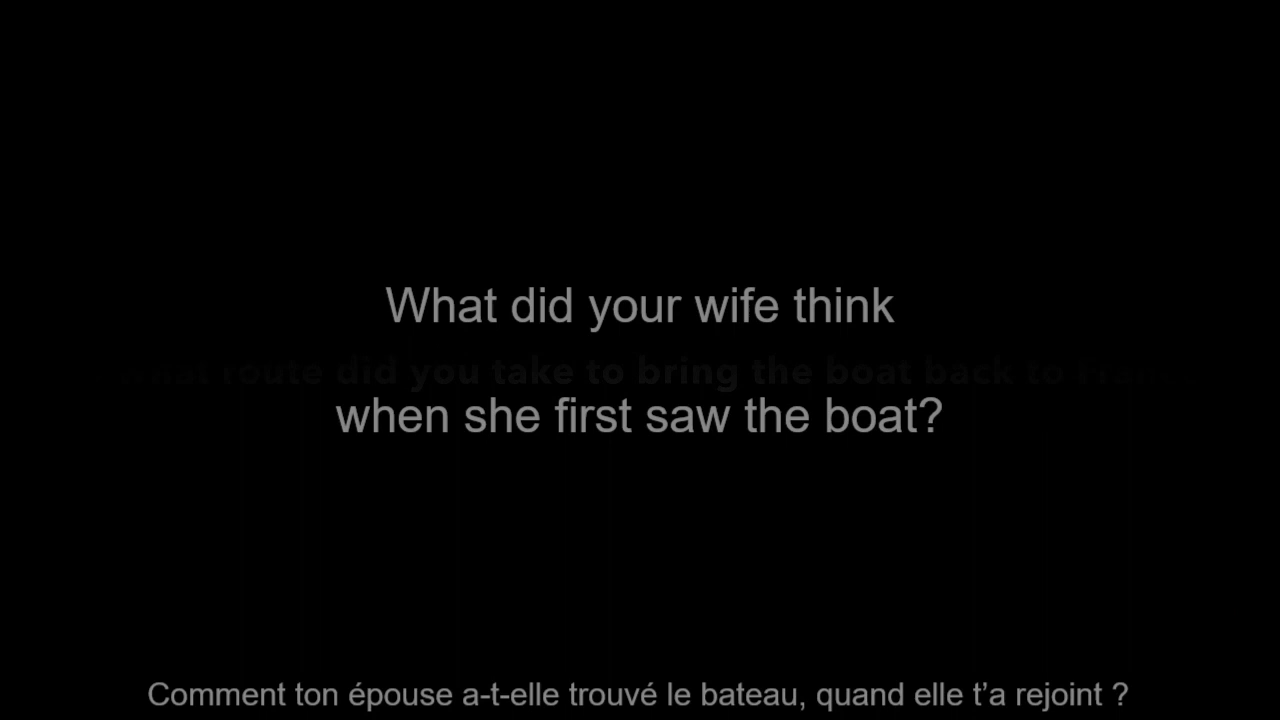 What did your wife think
What route did you take to bring the boat back to
when she first saw the boat?
Comment ton épouse a-t-elle trouvé le bateau, quand elle t’a rejoint ?